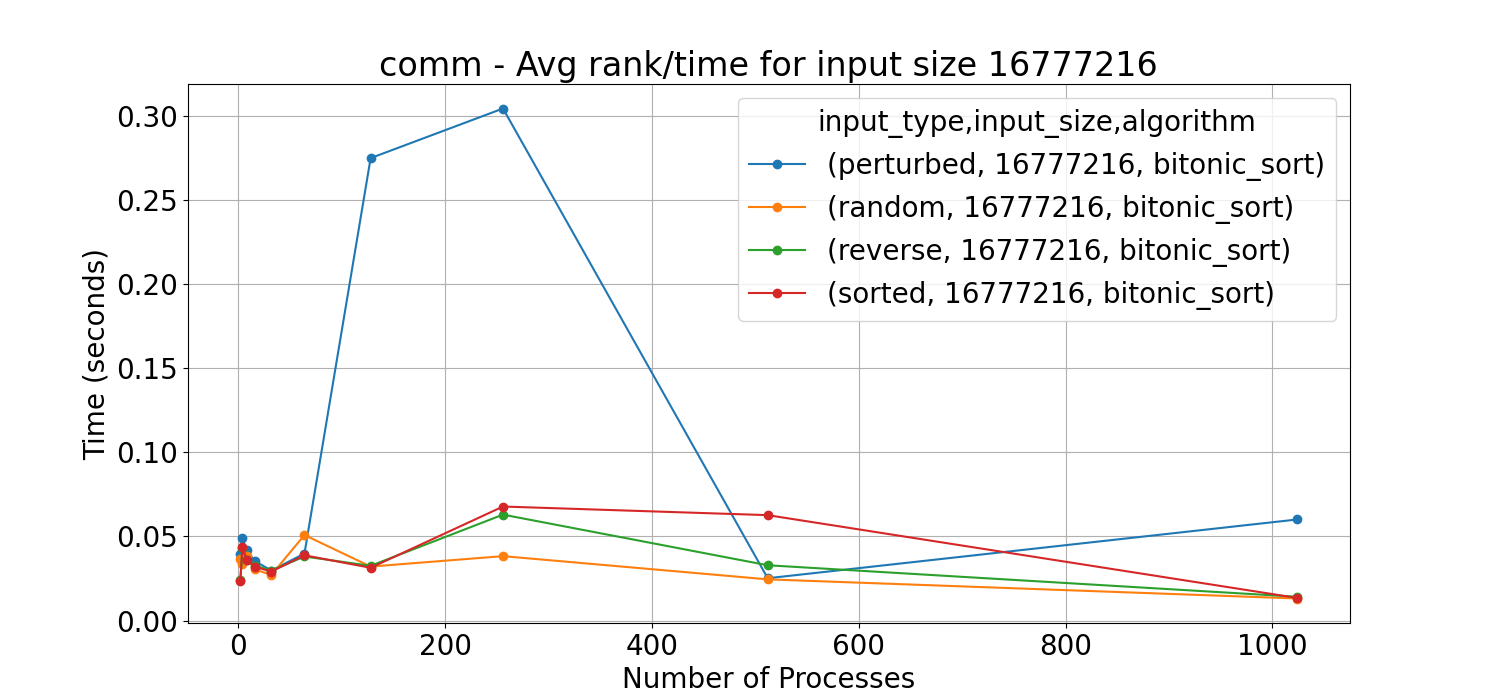 comm - Avg rank/time for input size 16777216
Time (seconds)
0.30
0.25
0.20
0.15
0.10
0.05
0.00
input_type,input_size,algorithm
(perturbed, 16777216, bitonic_sort)
(random, 16777216, bitonic_sort)
(reverse, 16777216, bitonic_sort)
(sorted, 16777216, bitonic_sort)
0 200 400 600 800 1000
Number of Processes